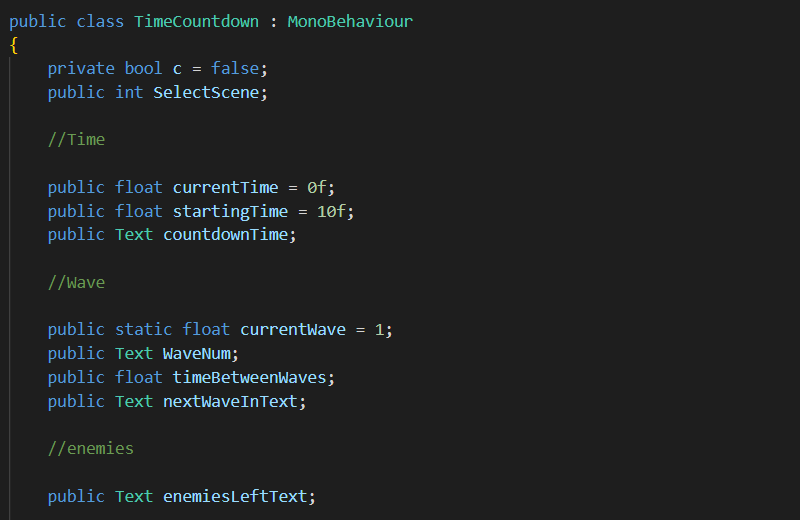 public class TimeCountdown : MonoBehaviour
{
private bool c = false;
public int SelectScene;
//Time
public float currentTime = 0f;
public float startingTime = 10f;
public Text countdownTime;
//Wave
public static float currentWave = 1;
public Text WaveNum;
public float timeBetweenWaves;
public Text nextWaveInText;
//enemies
public Text enemiesLeftText;